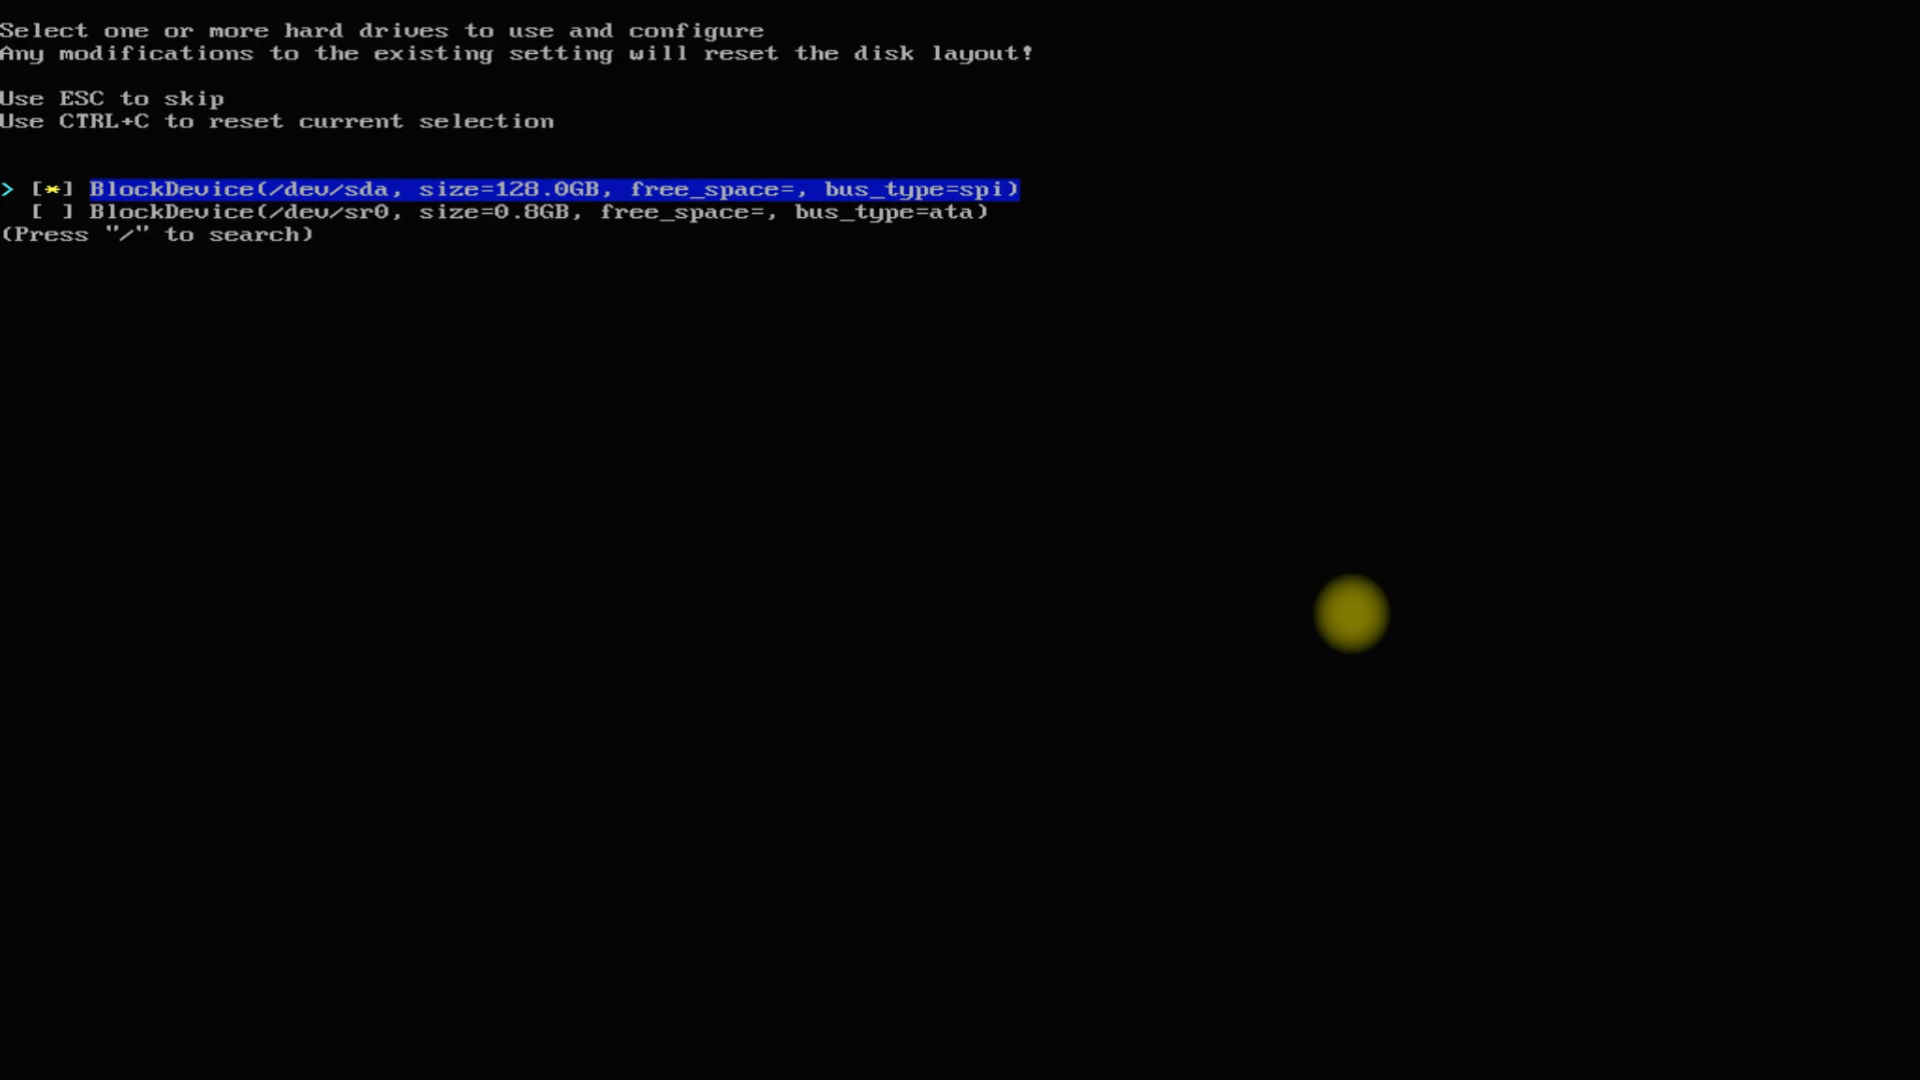 Select one or more hard drives to use and configure
Any modifications to the existing setting will reset the disk layout!
Use ESC to skip
Use CTRL+C to reset current selection
> [*] BlockDevice(/dev/sda, size=128.0GB, free_space=, bus_type=spi)
[ ] BlockDevice(/dev/sr0, size=0.8GB, free_space=, bus_type=ata)
(Press "/" to search)